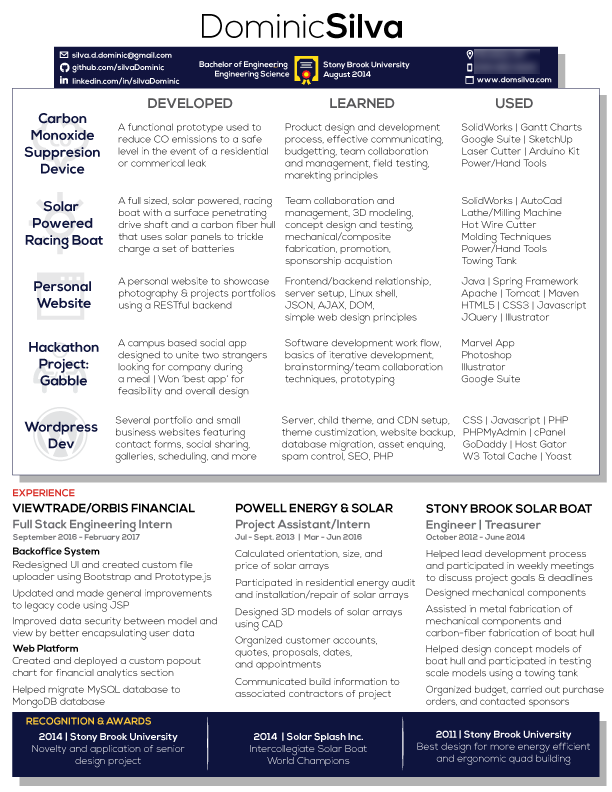 DominicSilva
silva.d.dominic@gmail.com
github.com/silvaDominic
linkedin.com/in/silvaDominic
Bachelor of Engineering
Engineering Science
Stony Brook University
August 2014
www.domsilva.com
DEVELOPED LEARNED USED
Carbon
Monoxide
Suppresion
Device
A functional prototype used to
reduce CO emissions to a safe
level in the event of a residential
or commerical leak
Product design and development
process, effective communicating,
budgetting, team collaboration
and management, field testing,
marekting principles
SolidWorks | Gantt Charts
Google Suite | SketchUp
Laser Cutter | Arduino Kit
Power/Hand Tools
Solar
Powered
Racing Boat
A full sized, solar powered, racing
boat with a surface penetrating
drive shaft and a carbon fiber hull
that uses solar panels to trickle
charge a set of batteries
Team collaboration and
management, 3D modeling,
concept design and testing,
mechanical/composite
fabrication, promotion,
sponsorship acquistion
SolidWorks | AutoCad
Lathe/Milling Machine
Hot Wire Cutter
Molding Techniques
Power/Hand Tools
Towing Tank
Personal
Website
A personal website to showcase
photography & projects portfolios
using a RESTful backend
Frontend/backend relationship,
server setup, Linux shell,
JSON, AJAX, DOM,
simple web design principles
Java | Spring Framework
Apache | Tomcat | Maven
HTML5 | CSS3 | Javascript
JQuery | Illustrator
Hackathon
Project:
Gabble
A campus based social app
designed to unite two strangers
looking for company during
a meal | Won 'best app' for
feasibility and overall design
Software development work flow,
basics of iterative development,
brainstorming/team collaboration
techniques, prototyping
Marvel App
Photoshop
Illustrator
Google Suite
Wordpress
Dev
Several portfolio and small
business websites featuring
contact forms, social sharing,
galleries, scheduling, and more
Server, child theme, and CDN setup,
theme custimization, website backup,
database migration, asset enquing,
spam control, SEO, PHP
CSS | Javascript | PHP
PHPMyAdmin | cPanel
GoDaddy | Host Gator
W3 Total Cache | Yoast
EXPERIENCE
VIEWTRADE/ORBIS FINANCIAL
Full Stack Engineering Intern
September 2016 - February 2017
Backoffice System
Redesigned UI and created custom file
uploader using Bootstrap and Prototype.js
Updated and made general improvements
to legacy code using JSP
Improved data security between model and
view by better encapsulating user data
Web Platform
Created and deployed a custom popout
chart for financial analytics section
Helped migrate MySQL database to
MongoDB database
POWELL ENERGY & SOLAR
Project Assistant/Intern
Jul - Sept. 2013 | Mar - Jun 2016
Calculated orientation, size, and
price of solar arrays
Participated in residential energy audit
and installation/repair of solar arrays
Designed 3D models of solar arrays
using CAD
Organized customer accounts,
quotes, proposals, dates,
and appointments
Communicated build information to
associated contractors of project
STONY BROOK SOLAR BOAT
Engineer | Treasurer
October 2012 - June 2014
Helped lead development process
and participated in weekly meetings
to discuss project goals & deadlines
Designed mechanical components
Assisted in metal fabrication of
mechanical components and
carbon-fiber fabrication of boat hull
Helped design concept models of
boat hull and participated in testing
scale models using a towing tank
Organized budget, carried out purchase
orders, and contacted sponsors
RECOGNITION & AWARDS
2014 | Stony Brook University
Novelty and application of senior
design project
2014 | Solar Splash Inc.
Intercollegiate Solar Boat
World Champions
2011 | Stony Brook University
Best design for more energy efficient
and ergonomic quad building